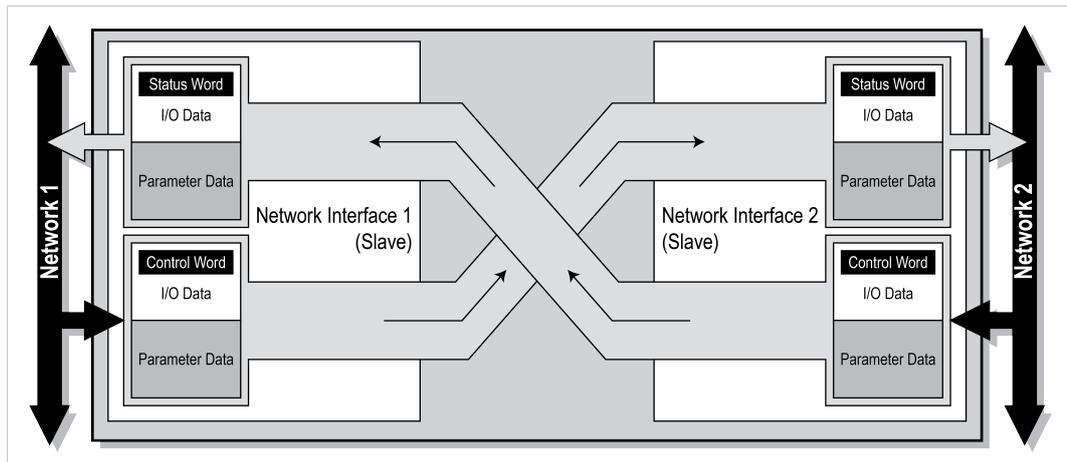 Network 1
Status Word
I/O Data
Parameter Data
Control Word
I/O Data
Parameter Data
Network Interface 1
(Slave)
Network Interface 2
(Slave)
Status Word
I/O Data
Parameter Data
Control Word
I/O Data
Parameter Data
Network 2